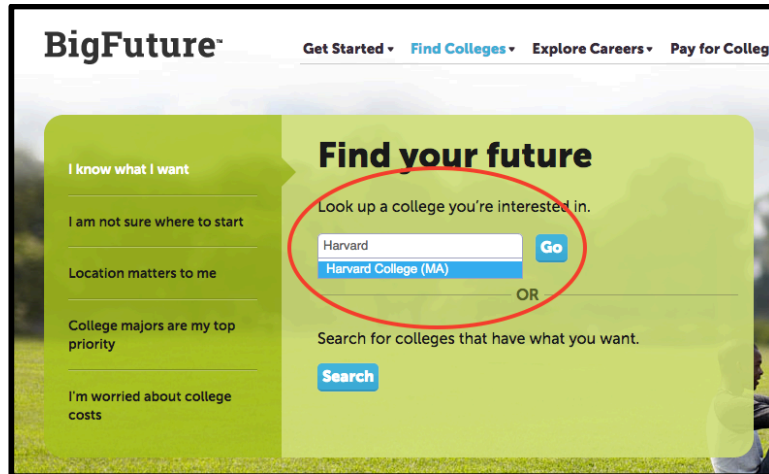 BigFuture™
Get Started Find Colleges Explore Careers Pay for
Find your future
I know what I want
Look up a college you're interested in.
I am not sure where to start
Harvard
Go
Harvard College (MA)
Location matters to me
OR
College majors are my top
priority
Search for colleges that have what you want.
Search
I'm worried about college
costs